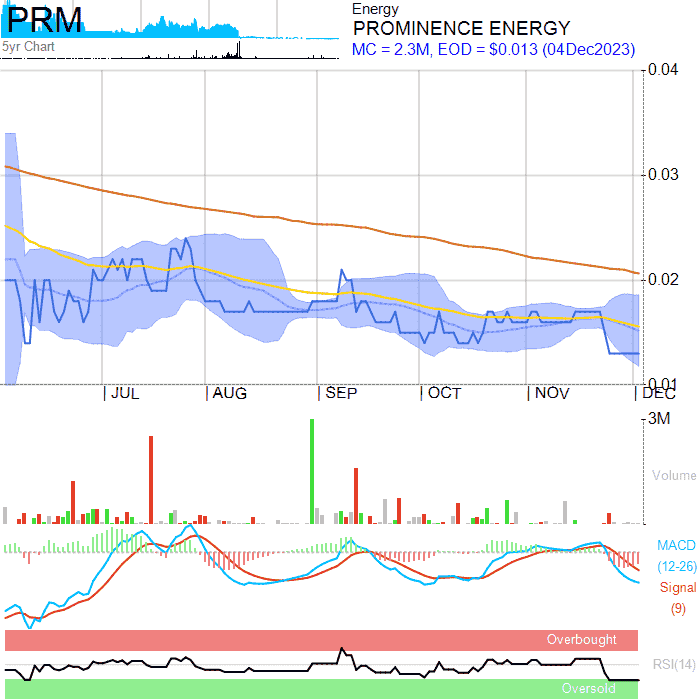 PRM
5yr Chart
Energy
PROMINENCE ENERGY
MC = 2.3M, EOD = $0.013 (04Dec2023)
0.04
0.03
0.02
0.01
JUL
AUG
SEP
OCT
NOV
DEC
3M
Volume
MACD
(12-26)
Signal
(9)
Overbought
RSI(14)
Oversold